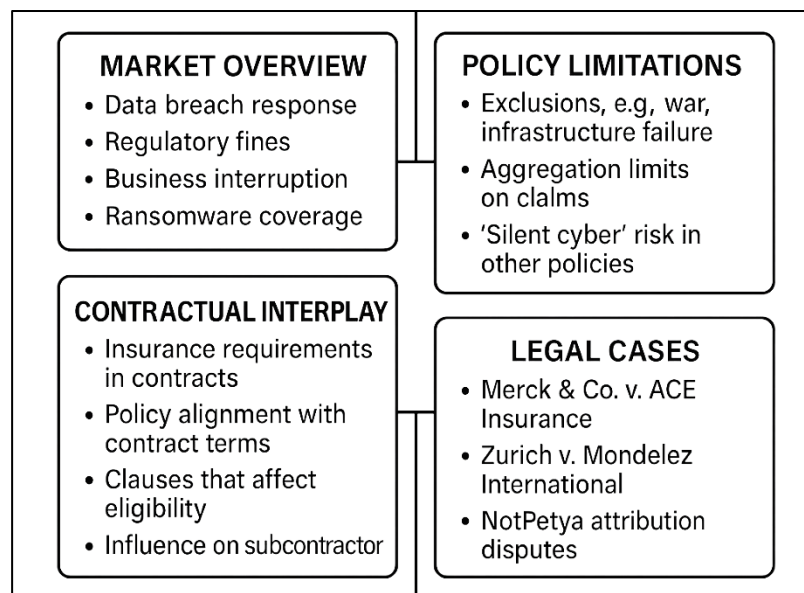 MARKET OVERVIEW
• Data breach response
• Regulatory fines
• Business interruption
• Ransomware coverage
POLICY LIMITATIONS
• Exclusions, e.g, war,
infrastructure failure
• Aggregation limits
on clalms
• ‘Silent cyber’ risk in
other policies
CONTRACTUAL INTERPLAY
• Insurance requirements
in contracts
• Policy alignment with
contract terms
• Clauses that affect
eligibility
• Influence on subcontractor
LEGAL CASES
• Merck & Co. v. ACE
Insurance
• Zurich v. Mondelez
International
• NotPetya attribution
disputes